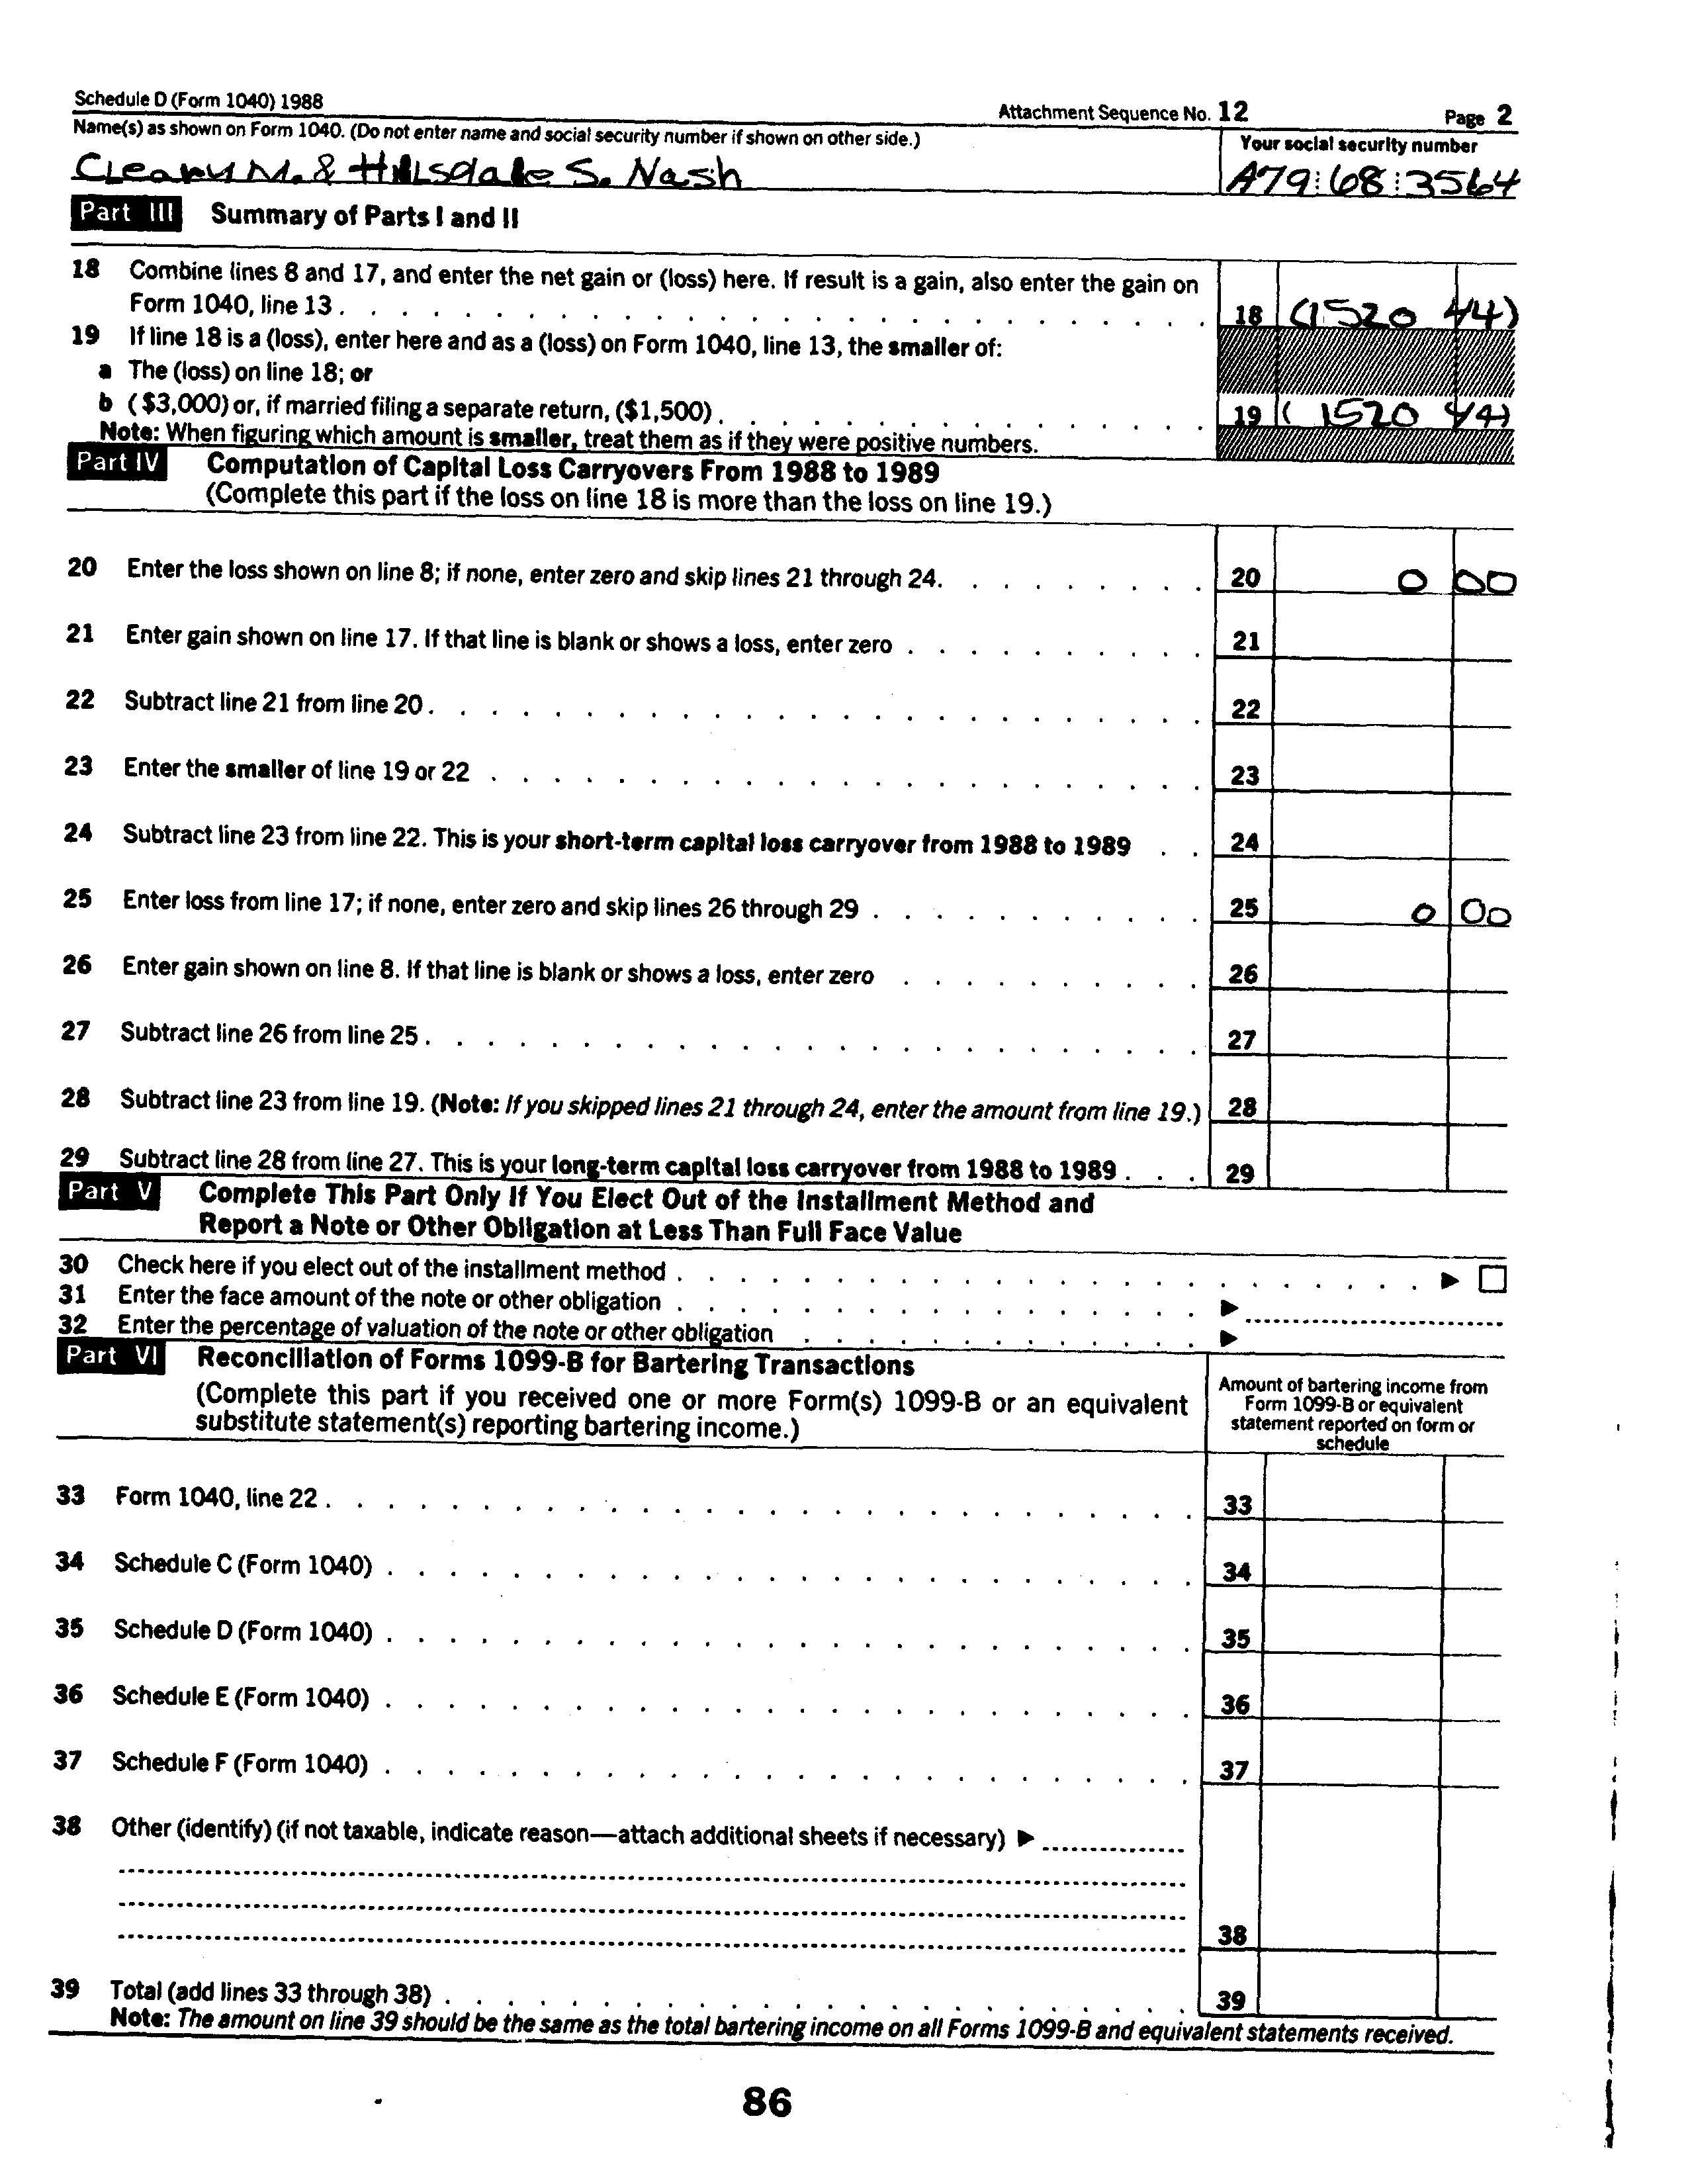 Schedule D (Form 1040) 1988 Attachment Sequence No. 12 Page 2
Name(s) as shown on Form 1040. (Do not enter name and social security number if shown on other side.) Your social security number
Cleary M. & Hillsdale S. Nash A79 68 3564
Part III Summary of Parts I and II
18 Combine lines 8 and 17, and enter the net gain or (loss) here. If result is a gain, also enter the gain on
Form 1040, line 13 . 18 (1520 44)
19 If line 18 is a (loss), enter here and as a (loss) on Form 1040, line 13, the smaller of:
a The (loss) on line 18; or
b ($3,000) or, if married filing a separate return, ($1,500) . 19 ( 1520 44)
Note: When figuring which amount is smaller, treat them as if they were positive numbers.
Part IV Computation of Capital Loss Carryovers From 1988 to 1989
(Complete this part if the loss on line 18 is more than the loss on line 19.)
20 Enter the loss shown on line 8; if none, enter zero and skip lines 21 through 24. 20 0 00
21 Enter gain shown on line 17. If that line is blank or shows a loss, enter zero 21
22 Subtract line 21 from line 20 . 22
23 Enter the smaller of line 19 or 22 23
24 Subtract line 23 from line 22. This is your short-term capital loss carryover from 1988 to 1989 24
25 Enter loss from line 17; if none, enter zero and skip lines 26 through 29 . 25 0 00
26 Enter gain shown on line 8. If that line is blank or shows a loss, enter zero 26
27 Subtract line 26 from line 25 . 27
28 Subtract line 23 from line 19. (Note: If you skipped lines 21 through 24, enter the amount from line 19.) 28
29 Subtract line 28 from line 27. This is your long-term capital loss carryover from 1988 to 1989 . 29
Part V Complete This Part Only If You Elect Out of the Installment Method and
Report a Note or Other Obligation at Less Than Full Face Value
30 Check here if you elect out of the installment method . ▶ ☐
31 Enter the face amount of the note or other obligation . ▶
32 Enter the percentage of valuation of the note or other obligation ▶
Part VI Reconciliation of Forms 1099-B for Bartering Transactions
(Complete this part if you received one or more Form(s) 1099-B or an equivalent
substitute statement(s) reporting bartering income.)
Amount of bartering income from
Form 1099-B or equivalent
statement reported on form or
schedule
33 Form 1040, line 22 . 33
34 Schedule C (Form 1040) . 34
35 Schedule D (Form 1040) . 35
36 Schedule E (Form 1040) . 36
37 Schedule F (Form 1040) . 37
38 Other (identify) (if not taxable, indicate reason—attach additional sheets if necessary) ▶
38
39 Total (add lines 33 through 38) . 39
Note: The amount on line 39 should be the same as the total bartering income on all Forms 1099-B and equivalent statements received.
86